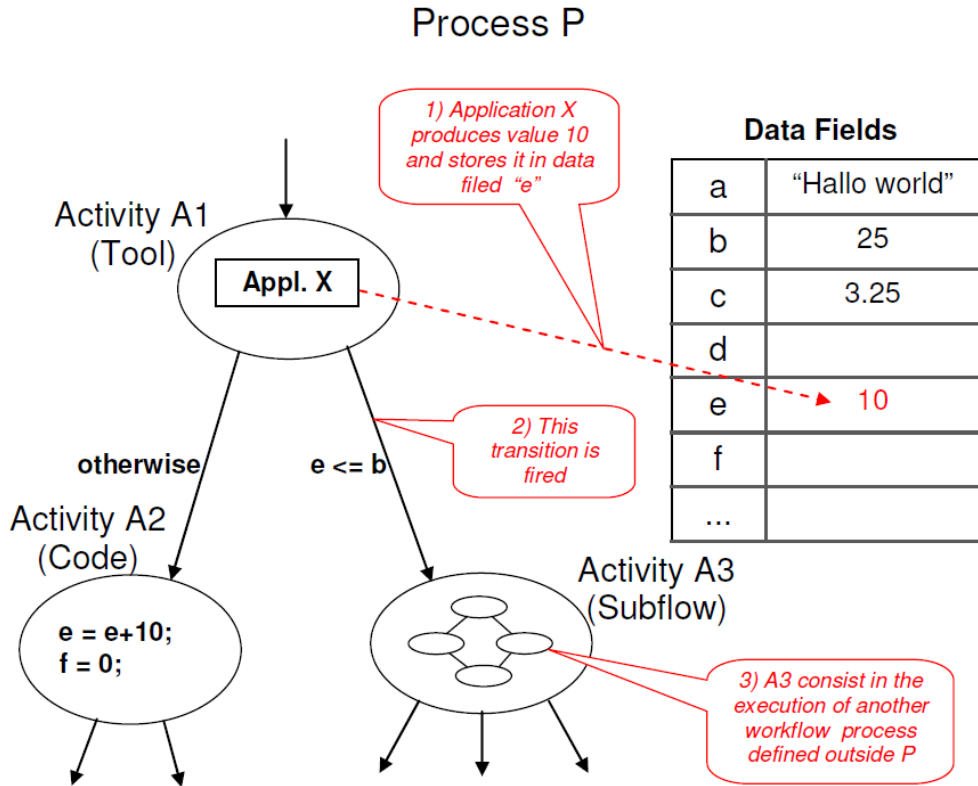 Process P
1) Application X
produces value 10
and stores it in data
filed “e”
Data Fields
a “Hallo world”
b 25
c 3.25
d
e 10
f
...
Activity A1
(Tool)
Appl. X
2) This
transition is
fired
otherwise
e <= b
Activity A2
(Code)
e = e+10;
f = 0;
Activity A3
(Subflow)
3) A3 consist in the
execution of another
workflow process
defined outside P